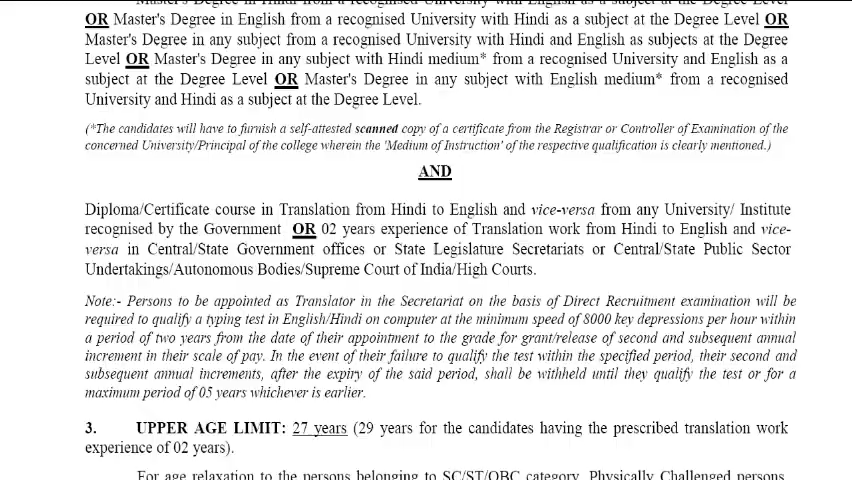 Master's Degree in Hindi from a recognised University with English as a subject at the Degree Level
OR Master's Degree in English from a recognised University with Hindi as a subject at the Degree Level OR
Master's Degree in any subject from a recognised University with Hindi and English as subjects at the Degree
Level OR Master's Degree in any subject with Hindi medium* from a recognised University and English as a
subject at the Degree Level OR Master's Degree in any subject with English medium* from a recognised
University and Hindi as a subject at the Degree Level.
(*The candidates will have to furnish a self-attested scanned copy of a certificate from the Registrar or Controller of Examination of the
concerned University/Principal of the college wherein the 'Medium of Instruction' of the respective qualification is clearly mentioned.)
AND
Diploma/Certificate course in Translation from Hindi to English and vice-versa from any University/ Institute
recognised by the Government OR 02 years experience of Translation work from Hindi to English and vice-
versa in Central/State Government offices or State Legislature Secretariats or Central/State Public Sector
Undertakings/Autonomous Bodies/Supreme Court of India/High Courts.
Note:- Persons to be appointed as Translator in the Secretariat on the basis of Direct Recruitment examination will be
required to qualify a typing test in English/Hindi on computer at the minimum speed of 8000 key depressions per hour within
a period of two years from the date of their appointment to the grade for grant/release of second and subsequent annual
increment in their scale of pay. In the event of their failure to qualify the test within the specified period, their second and
subsequent annual increments, after the expiry of the said period, shall be withheld until they qualify the test or for a
maximum period of 05 years whichever is earlier.
3. UPPER AGE LIMIT: 27 years (29 years for the candidates having the prescribed translation work
experience of 02 years).
For age relaxation to the persons belonging to SC/ST/OBC category, Physically Challenged persons,